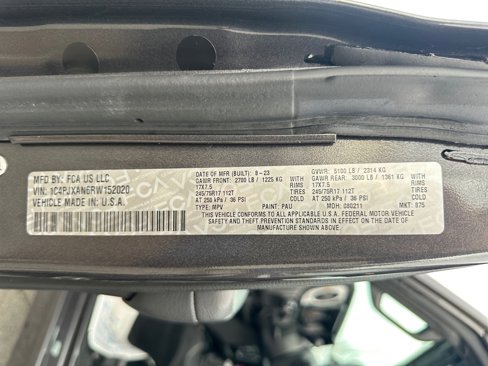 MFD BY: FCA US LLC
VIN: 1C4PJXAN6RW152020
VEHICLE MADE IN: U.S.A.
DATE OF MFR (BUILT): 8-23
GAWR FRONT: 2700 LB / 1225 KG WITH
17X7.5 RIMS
245/75R17 112T TIRES
AT 250 kPa / 36 PSI COLD
TYPE: MPV PAINT: PAU
GVWR: 5100 LB / 2314 KG
GAWR REAR: 3000 LB / 1361 KG WITH
17X7.5 RIMS
245/75R17 112T TIRES
AT 250 kPa / 36 PSI COLD
MDH: 080211 MKT: 875
THIS VEHICLE CONFORMS TO ALL APPLICABLE U.S.A. FEDERAL MOTOR VEHICLE
SAFETY AND THEFT PREVENTION STANDARDS IN EFFECT ON THE DATE OF
MANUFACTURE SHOWN ABOVE.